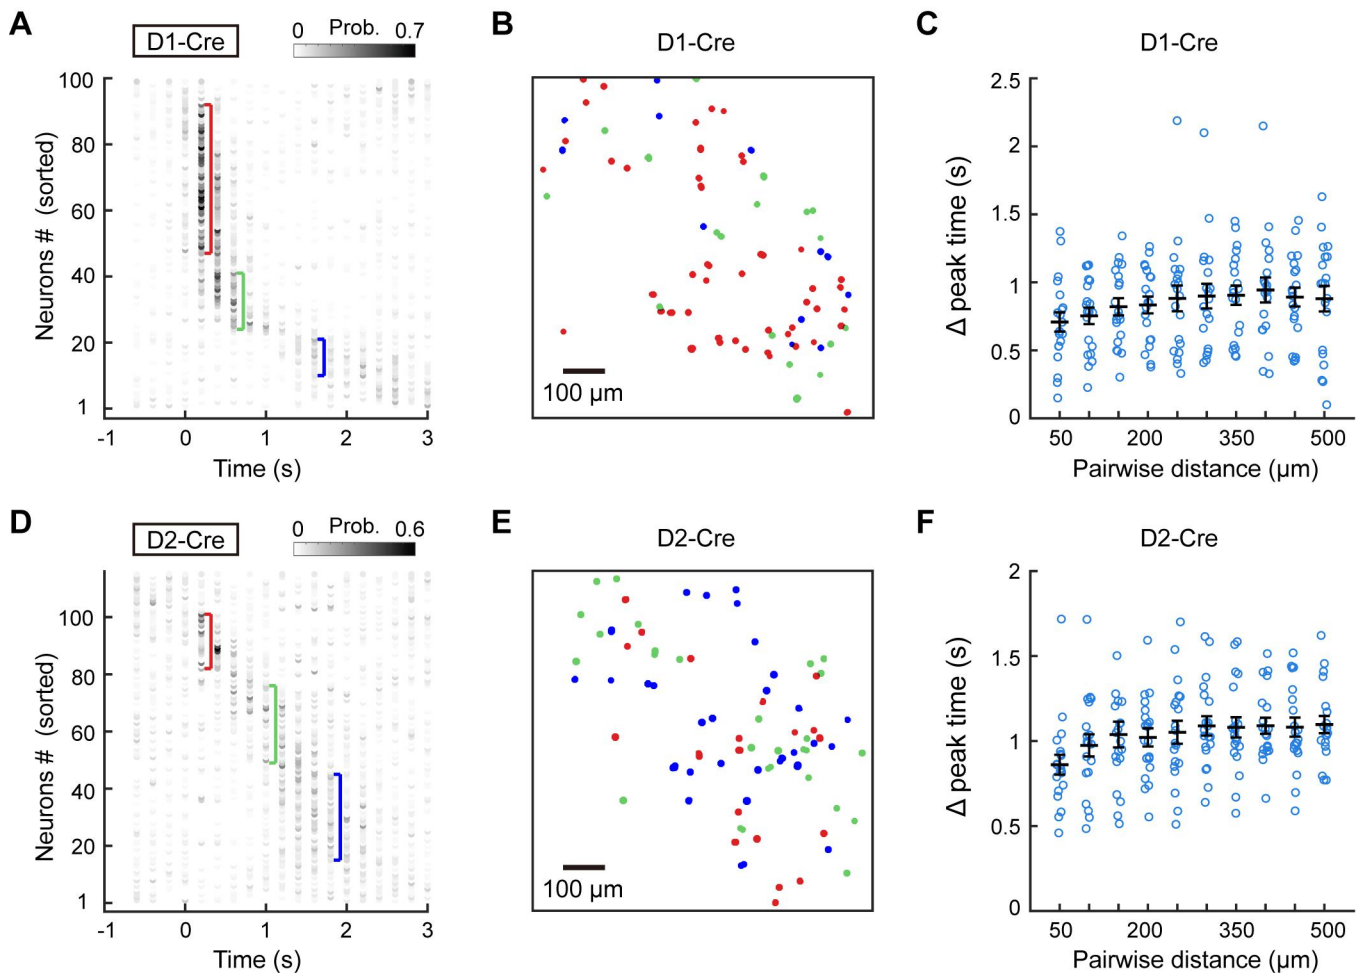 A
D1-Cre
0 Prob. 0.7
Neurons # (sorted)
100
80
60
40
20
1
-1 0 1 2 3
Time (s)
B
D1-Cre
100 µm
C
D1-Cre
Δ peak time (s)
2.5
2
1.5
1
0.5
0
50 200 350 500
Pairwise distance (µm)
D
D2-Cre
0 Prob. 0.6
Neurons # (sorted)
100
80
60
40
20
1
-1 0 1 2 3
Time (s)
E
D2-Cre
100 µm
F
D2-Cre
Δ peak time (s)
2
1.5
1
0.5
0
50 200 350 500
Pairwise distance (µm)